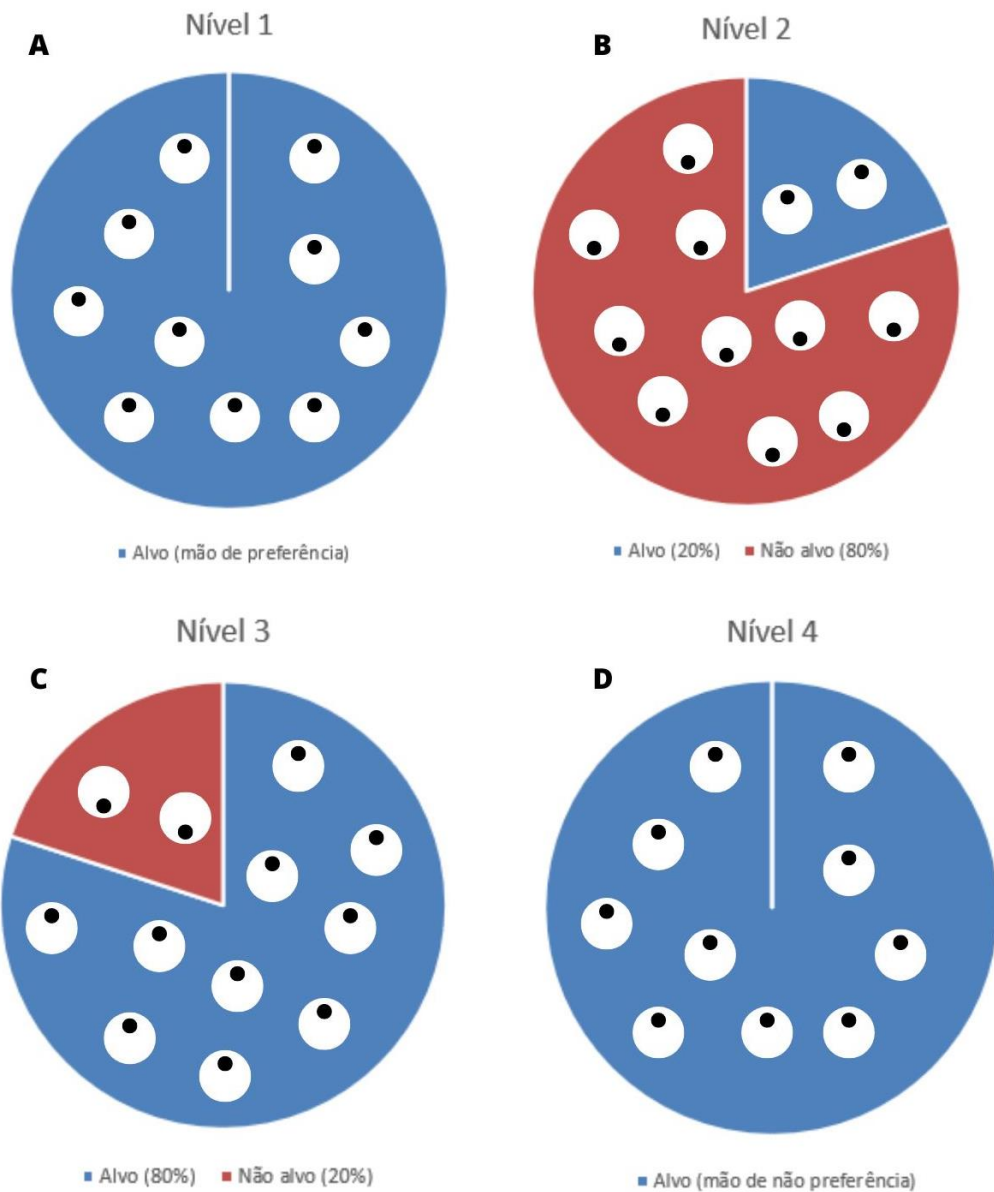 Nível 1
A
Alvo (mão de preferência)
Nível 2
B
Alvo (20%) Não alvo (80%)
Nível 3
C
Alvo (80%) Não alvo (20%)
Nível 4
D
Alvo (mão de não preferência)